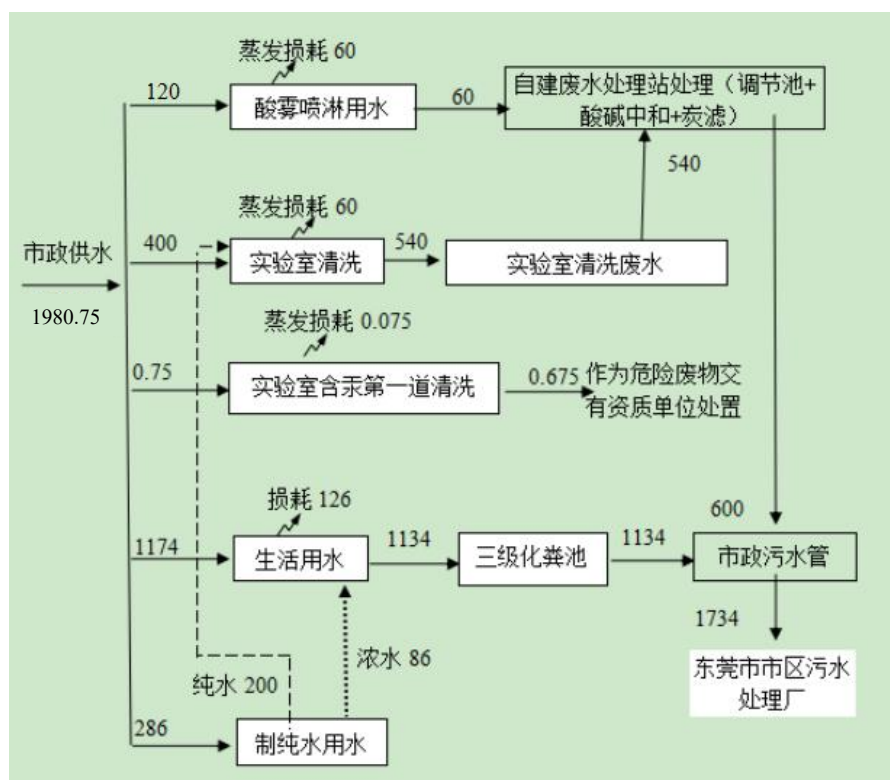 蒸发损耗 60
120
酸雾喷淋用水
60
自建废水处理站处理（调节池+
酸碱中和+炭滤）
540
蒸发损耗 60
市政供水
400
实验室清洗
540
实验室清洗废水
1980.75
蒸发损耗 0.075
0.75
实验室含汞第一道清洗
0.675
作为危险废物交
有资质单位处置
损耗 126
600
1174
生活用水
1134
三级化粪池
1134
市政污水管
1734
浓水 86
纯水 200
东莞市市区污水
处理厂
286
制纯水用水